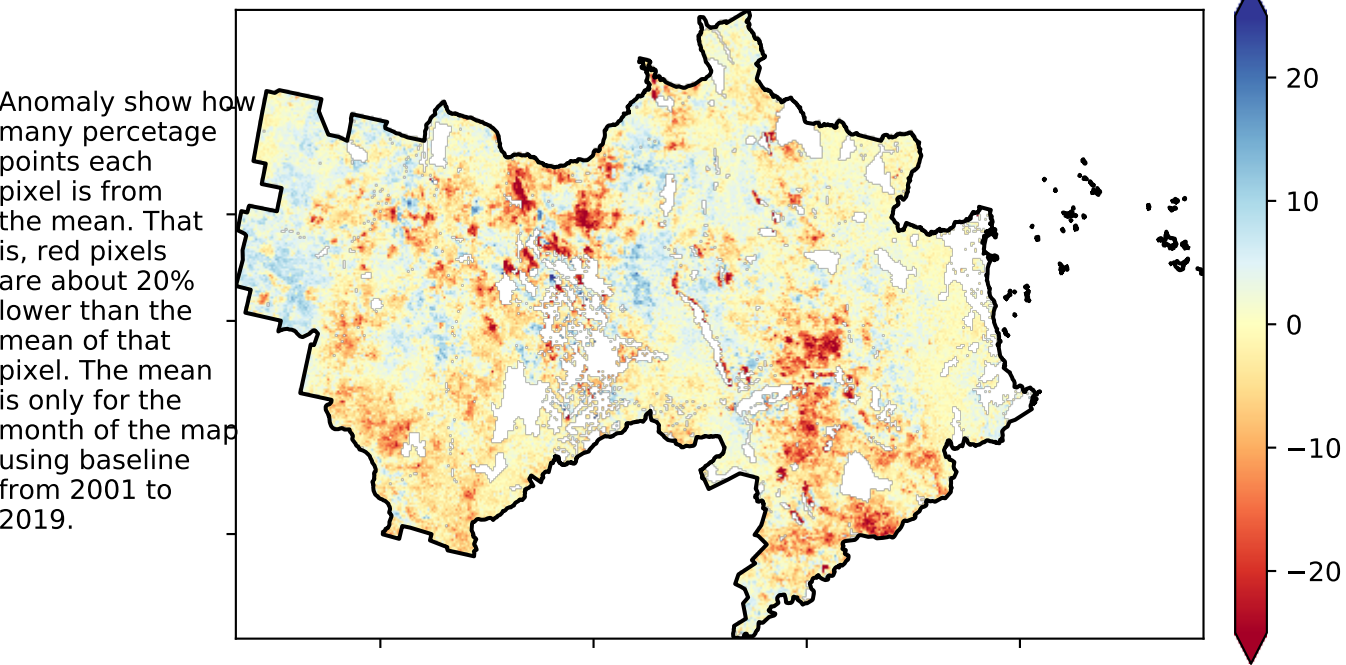 Anomaly show how
many percetage
points each
pixel is from
the mean. That
is, red pixels
are about 20%
lower than the
mean of that
pixel. The mean
is only for the
month of the map
using baseline
from 2001 to
2019.
20
10
0
−10
−20